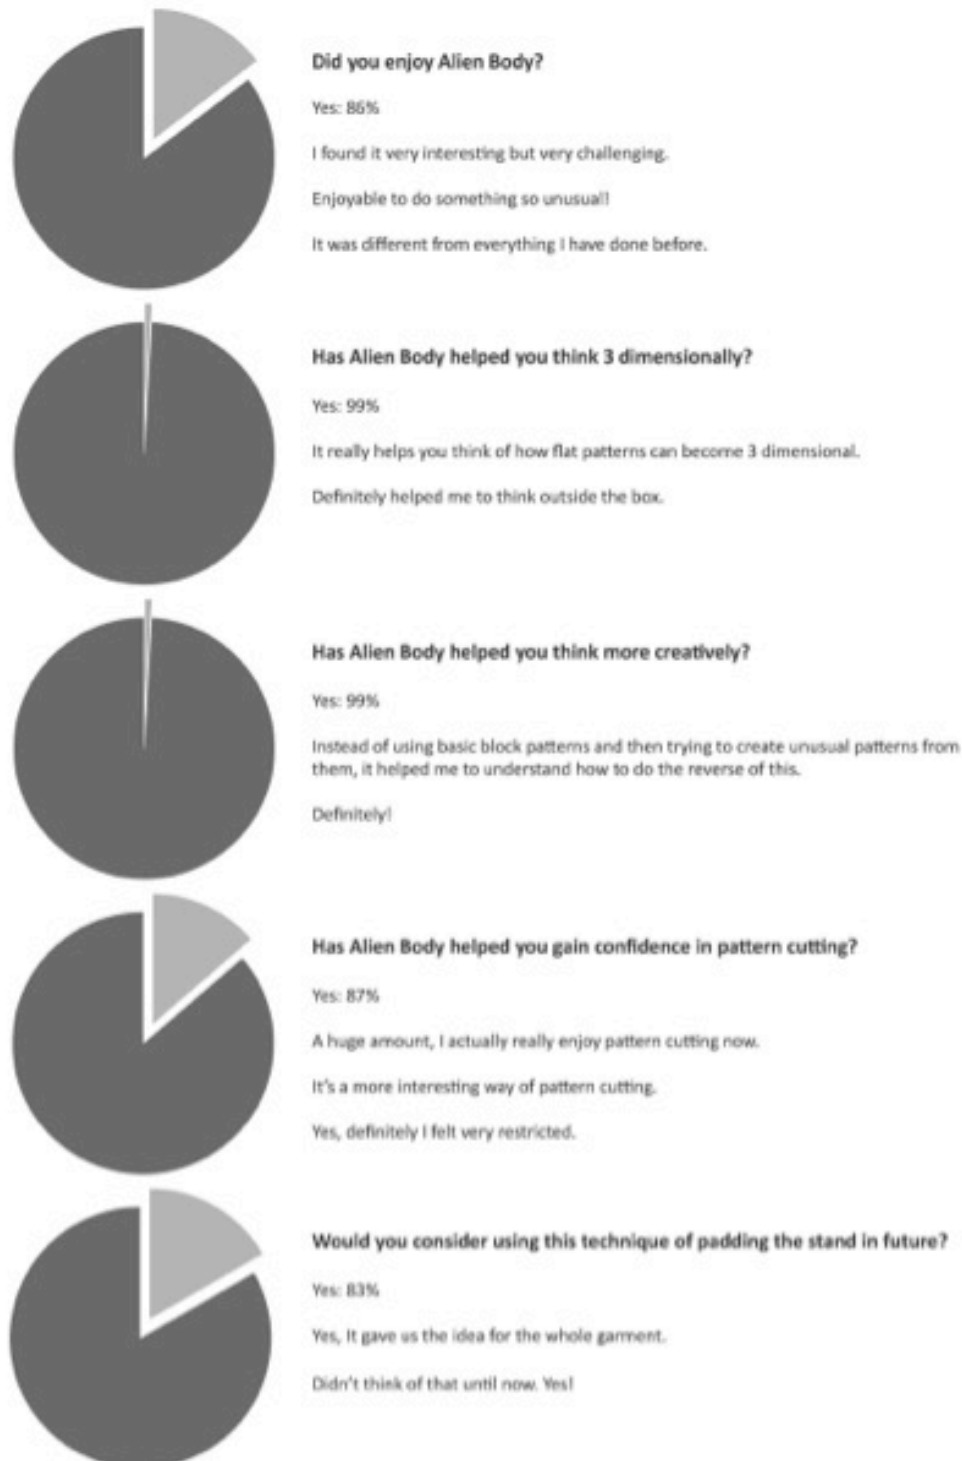 Did you enjoy Alien Body?
Yes: 86%
I found it very interesting but very challenging.
Enjoyable to do something so unusual!
It was different from everything I have done before.
Has Alien Body helped you think 3 dimensionally?
Yes: 99%
It really helps you think of how flat patterns can become 3 dimensional.
Definitely helped me to think outside the box.
Has Alien Body helped you think more creatively?
Yes: 99%
Instead of using basic block patterns and then trying to create unusual patterns from
them, it helped me to understand how to do the reverse of this.
Definitely!
Has Alien Body helped you gain confidence in pattern cutting?
Yes: 87%
A huge amount, I actually really enjoy pattern cutting now.
It's a more interesting way of pattern cutting.
Yes, definitely I felt very restricted.
Would you consider using this technique of padding the stand in future?
Yes: 83%
Yes, It gave us the idea for the whole garment.
Didn't think of that until now. Yes!